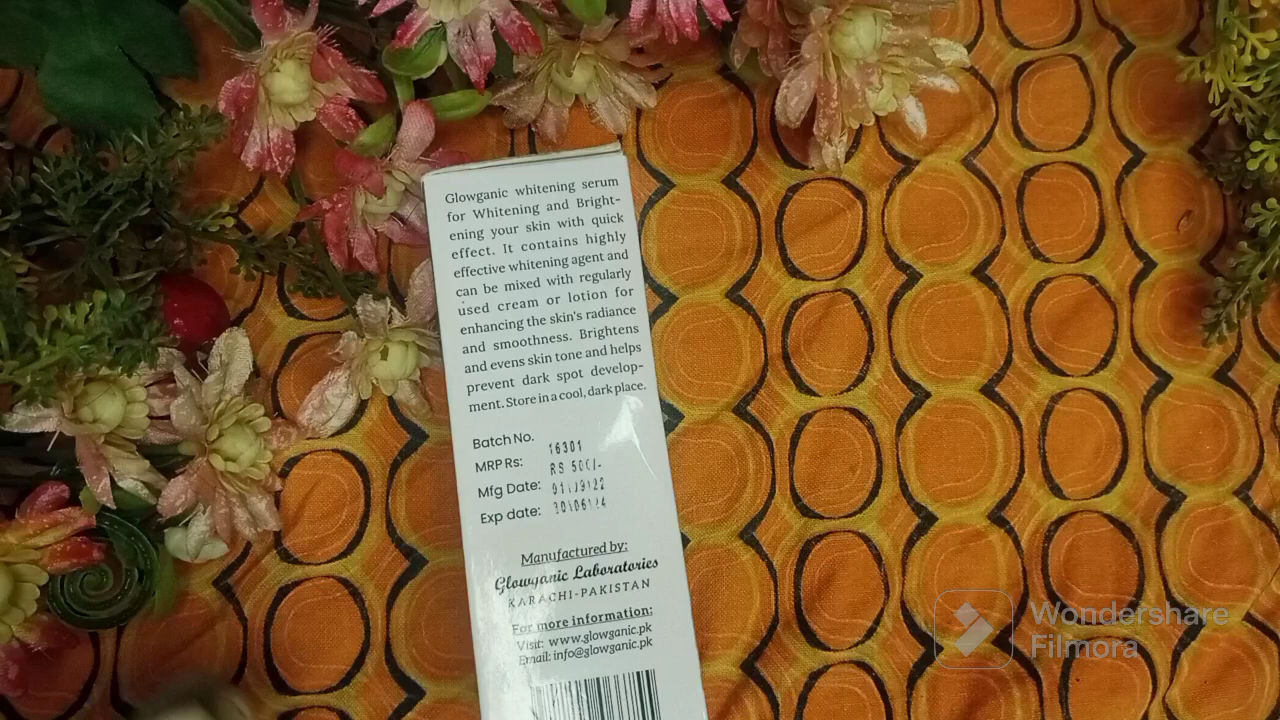 Glowganic whitening serum
for Whitening and Bright-
ening your skin with quick
effect. It contains highly
effective whitening agent and
can be mixed with regularly
used cream or lotion for
enhancing the skin's radiance
and smoothness. Brightens
and evens skin tone and helps
prevent dark spot develop-
ment. Store in a cool, dark place.
Batch No. 16301
MRP Rs: RS 500/-
Mfg Date:
Exp date:
Manufactured by:
Glowganic Laboratories
KARACHI-PAKISTAN
For more information:
Visit: www.glowganic.pk
Email: info@glowganic.pk
Wondershare
Filmora